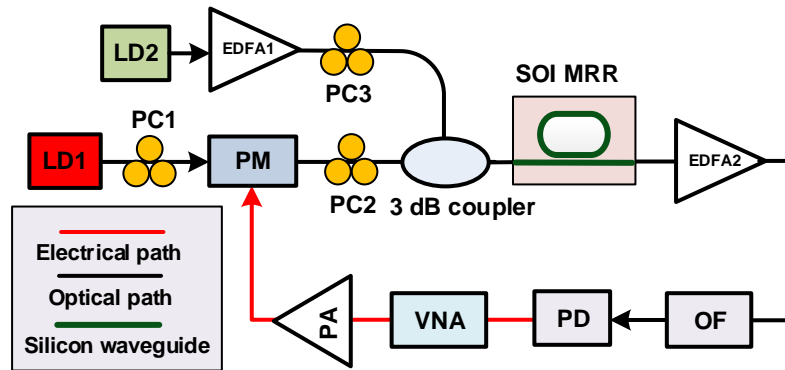 LD2
EDFA1
PC3
SOI MRR
PC1
LD1
PM
PC2
3 dB coupler
EDFA2
Electrical path
Optical path
Silicon waveguide
PA
VNA
PD
OF